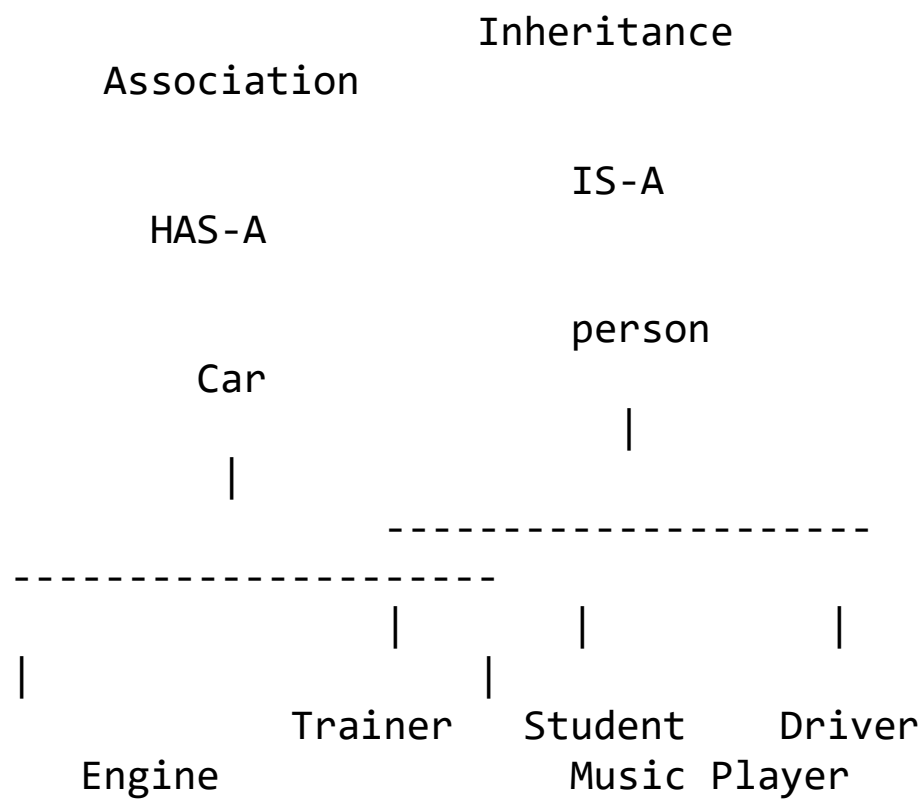 Inheritance
Association
IS-A
HAS-A
person
Car
|
|
---------------------
---------------------
| | |
| |
Trainer Student Driver
Engine Music Player